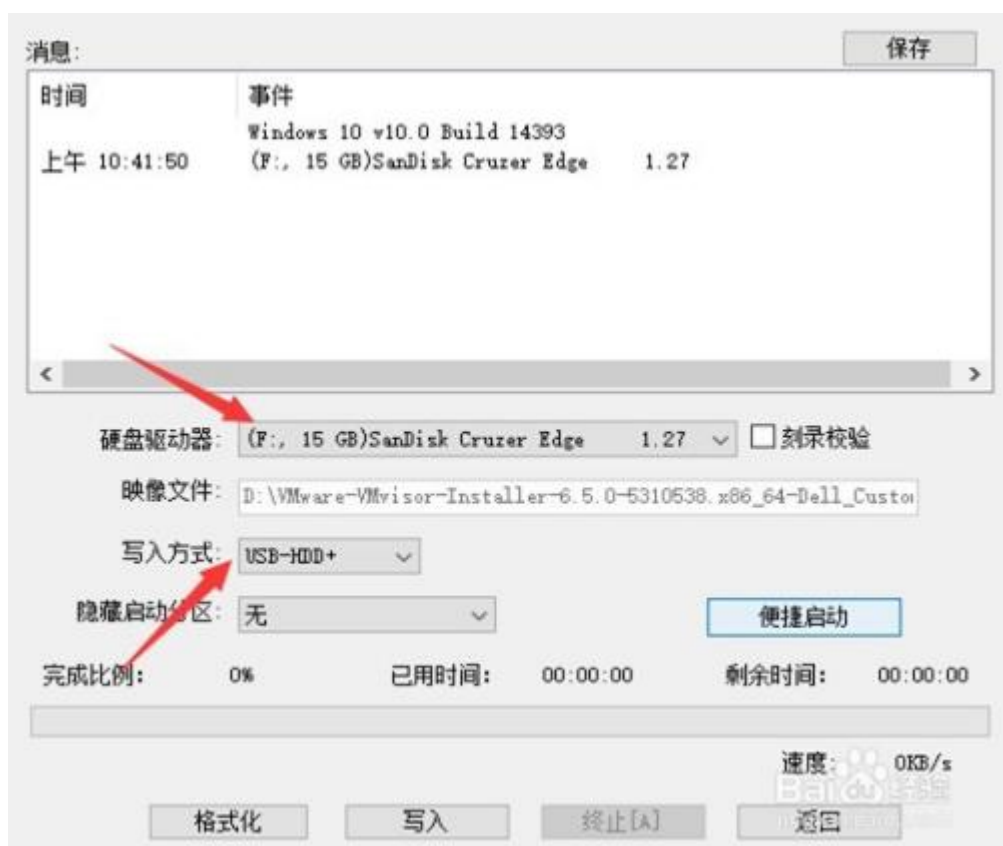 消息:
保存
时间 事件
Windows 10 v10.0 Build 14393
上午 10:41:50 (F:, 15 GB)SanDisk Cruzer Edge 1.27
硬盘驱动器: (F:, 15 GB)SanDisk Cruzer Edge 1.27 刻录校验
映像文件: D:\VMware-VMvisor-Installer-6.5.0-5310538.x86_64-Dell_Custo
写入方式: USB-HDD+
隐藏启动分区: 无 便捷启动
完成比例: 0% 已用时间: 00:00:00 剩余时间: 00:00:00
速度: 0KB/s
Baidu 经验
格式化 写入 终止[A] 返回